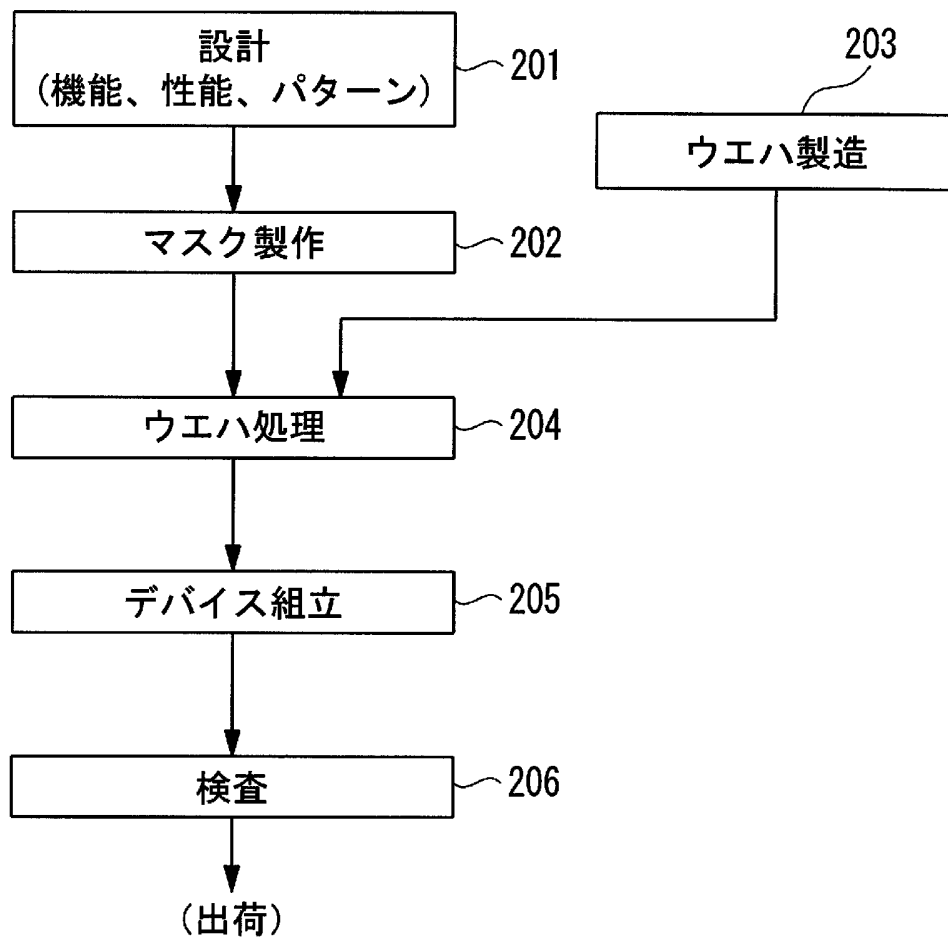 設計
(機能、性能、パターン)
201
203
ウエハ製造
マスク製作
202
ウエハ処理
204
デバイス組立
205
検査
206
(出荷)